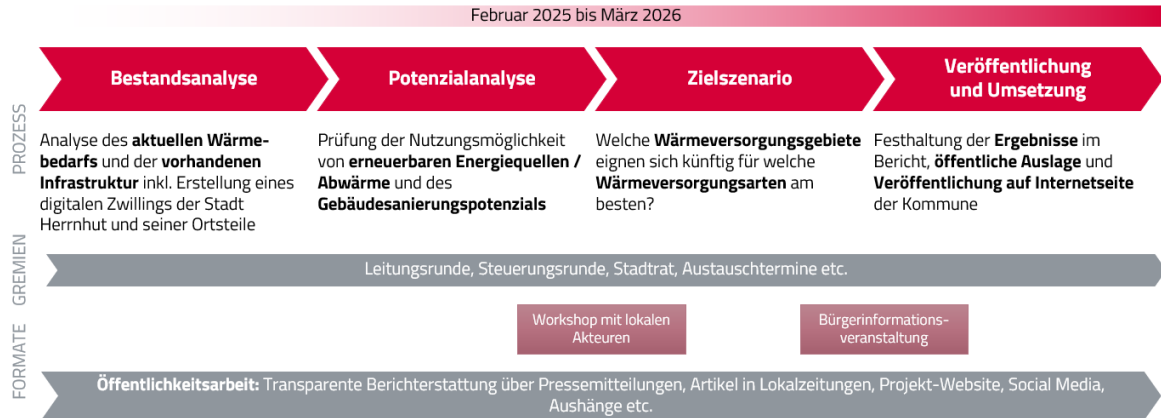 Februar 2025 bis März 2026
Bestandsanalyse
Potenzialanalyse
Zielszenario
Veröffentlichung
und Umsetzung
PROZESS
Analyse des aktuellen Wärme-
bedarfs und der vorhandenen
Infrastruktur inkl. Erstellung eines
digitalen Zwillings der Stadt
Herrnhut und seiner Ortsteile
Prüfung der Nutzungsmöglichkeit
von erneuerbaren Energiequellen /
Abwärme und des
Gebäudesanierungspotenzials
Welche Wärmeversorgungsgebiete
eignen sich künftig für welche
Wärmeversorgungsarten am
besten?
Festhaltung der Ergebnisse im
Bericht, öffentliche Auslage und
Veröffentlichung auf Internetseite
der Kommune
GREMIEN
Leitungsrunde, Steuerungsrunde, Stadtrat, Austauschtermine etc.
FORMATE
Workshop mit lokalen
Akteuren
Bürgerinformations-
veranstaltung
Öffentlichkeitsarbeit: Transparente Berichterstattung über Pressemitteilungen, Artikel in Lokalzeitungen, Projekt-Website, Social Media,
Aushänge etc.